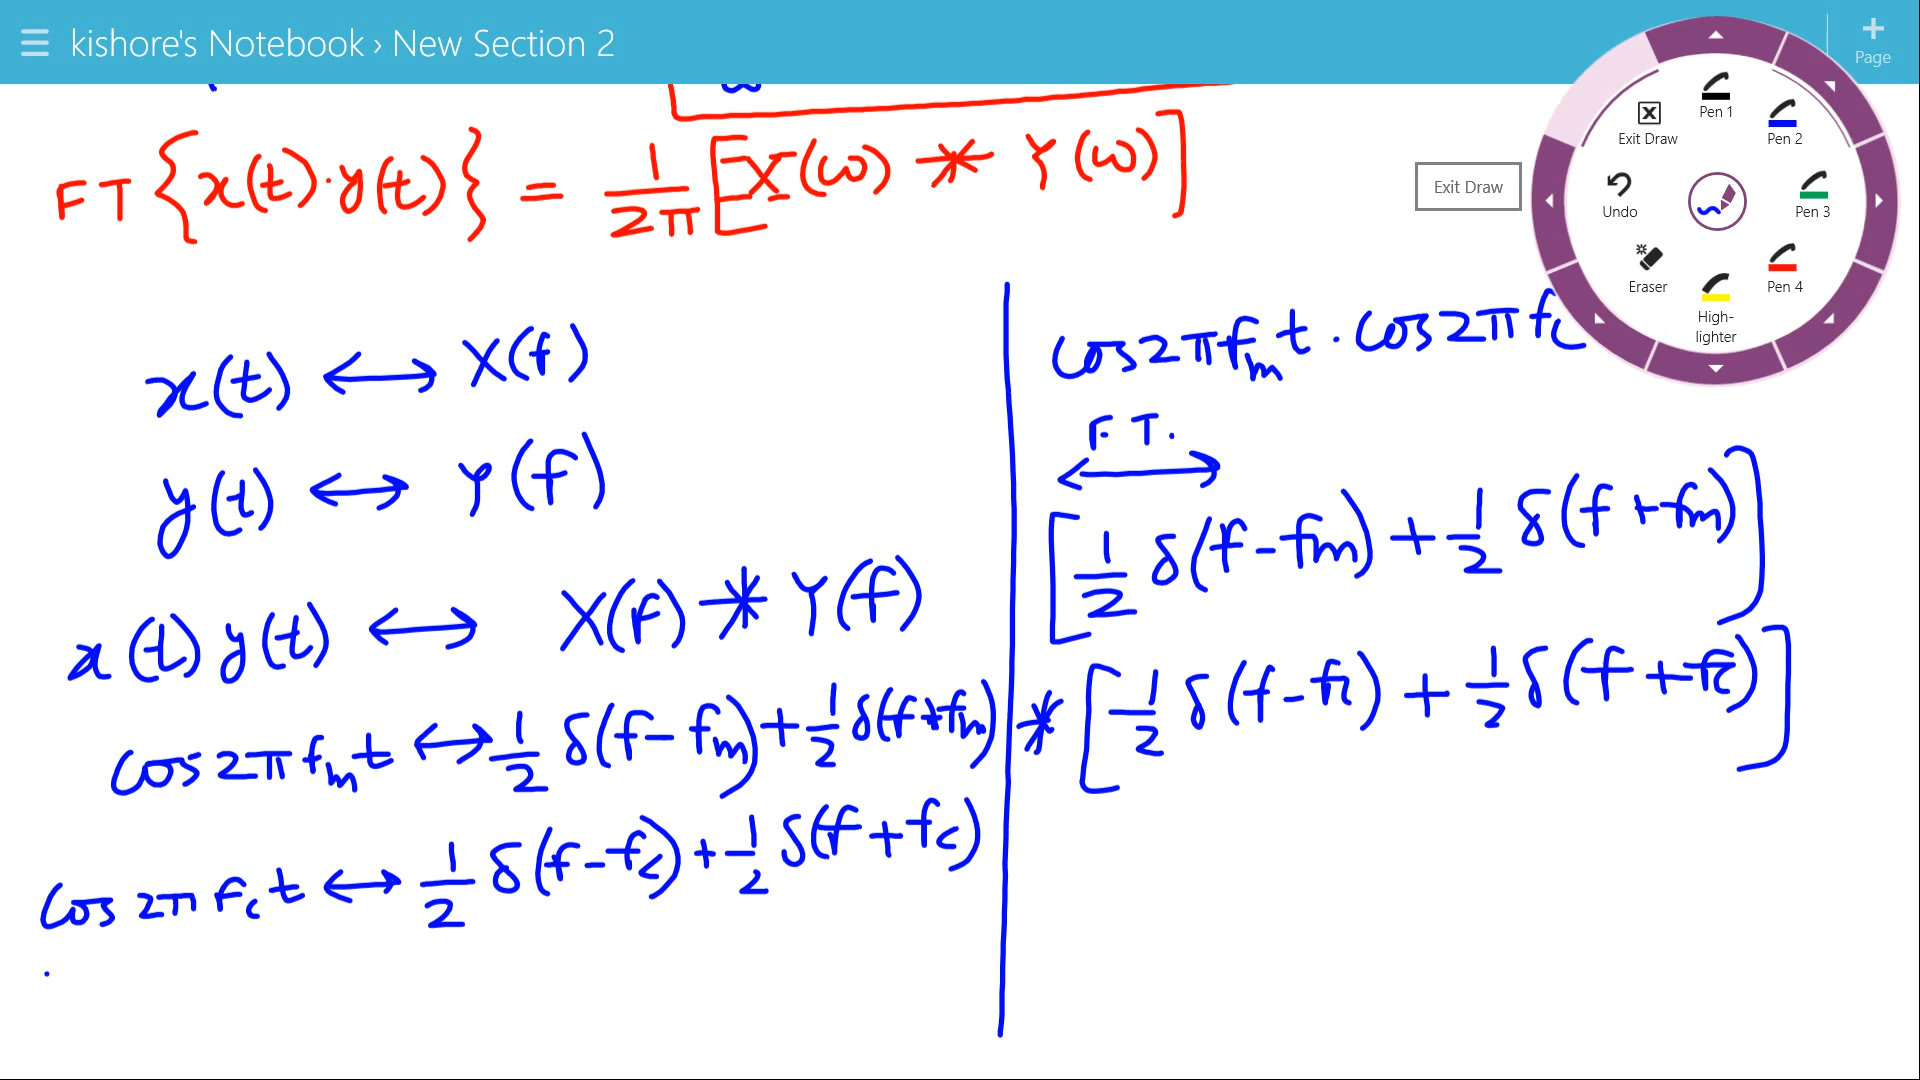 kishore's Notebook › New Section 2
Page
Pen 1
Exit Draw
Pen 2
Exit Draw
Undo
Pen 3
Eraser
Pen 4
High-
lighter
FT {x(t)·y(t)} = 1/2π [X(ω) * Y(ω)]
x(t) ↔ X(f)
y(t) ↔ Y(f)
x(t) y(t) ↔ X(f) * Y(f)
cos 2π fm t ↔ 1/2 δ(f - fm) + 1/2 δ(f + fm)
cos 2π fc t ↔ 1/2 δ(f - fc) + 1/2 δ(f + fc)
cos 2π fm t · cos 2π fc
F T.
↔
[1/2 δ(f - fm) + 1/2 δ(f + fm)]
* [1/2 δ(f - fc) + 1/2 δ(f + fc)]